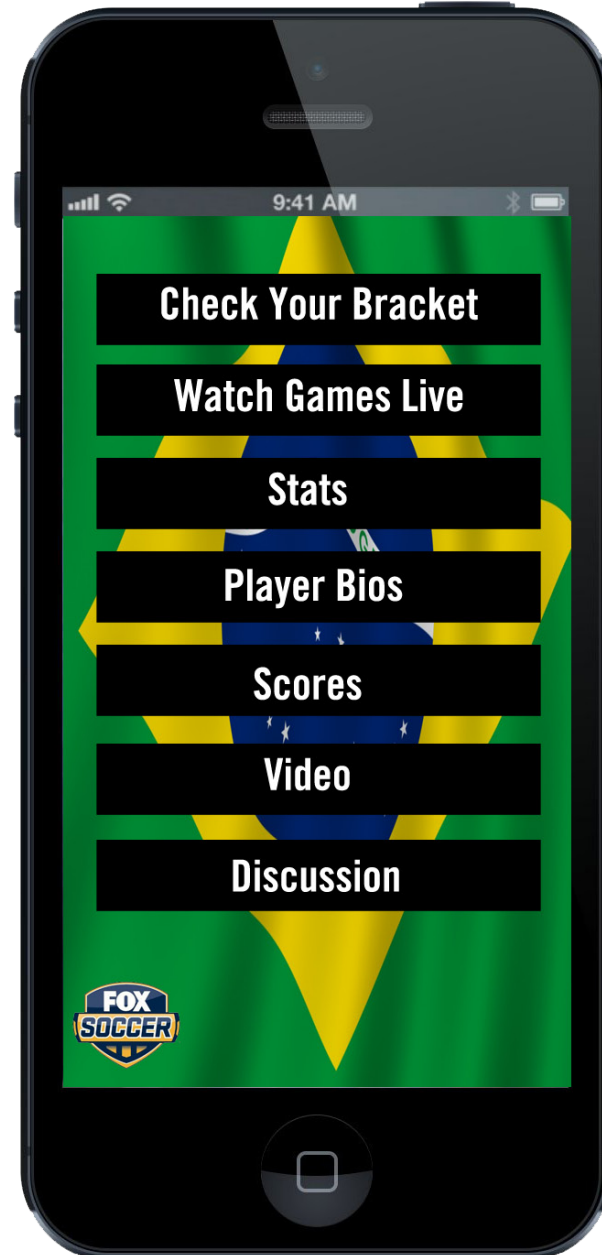 9:41 AM
Check Your Bracket
Watch Games Live
Stats
Player Bios
Scores
Video
Discussion
FOX
SOCCER